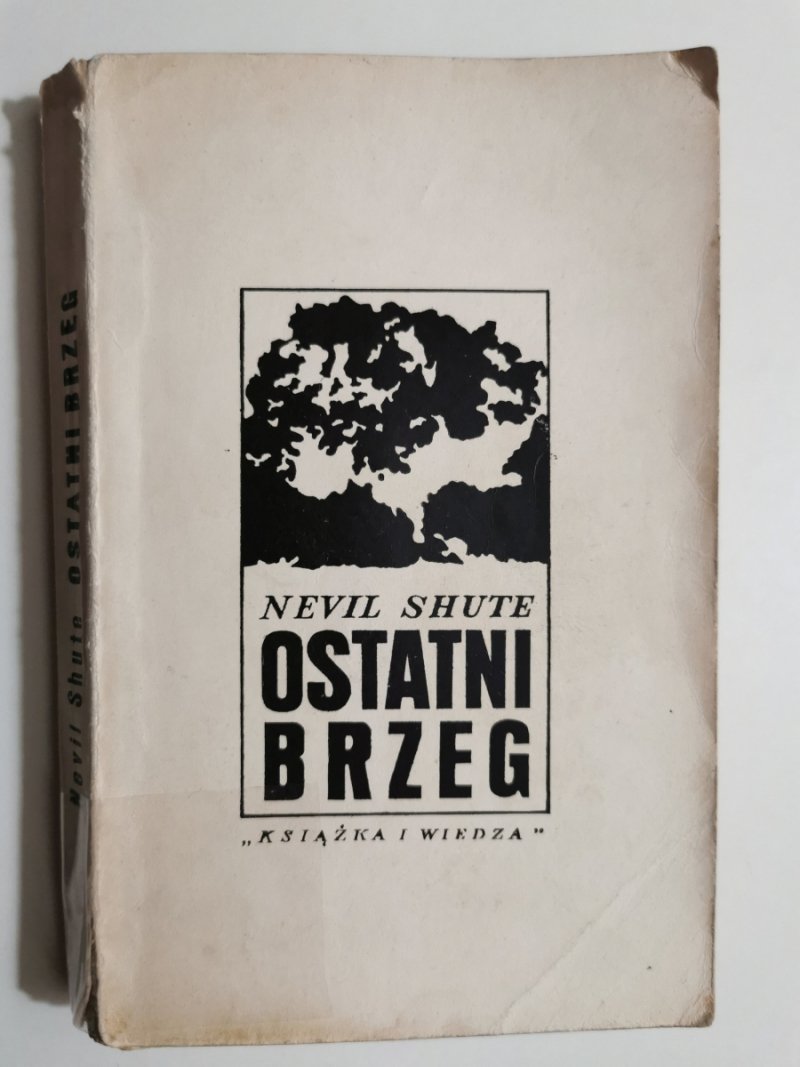 Nevil Shute OSTATNI BRZEG
NEVIL SHUTE
OSTATNI
BRZEG
„KSIĄŻKA I WIEDZA”